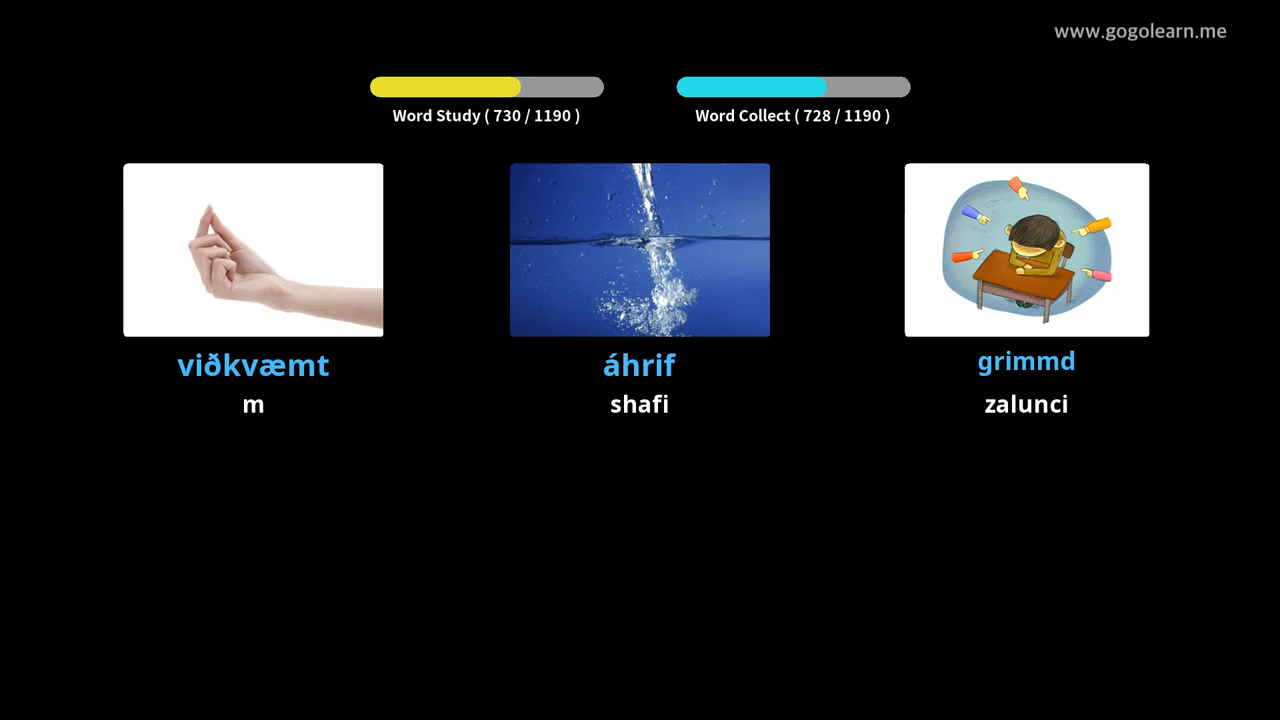 www.gogolearn.me
Word Study ( 730 / 1190 )
Word Collect ( 728 / 1190 )
viðkvæmt
m
áhrif
shafi
grimmd
zalunci